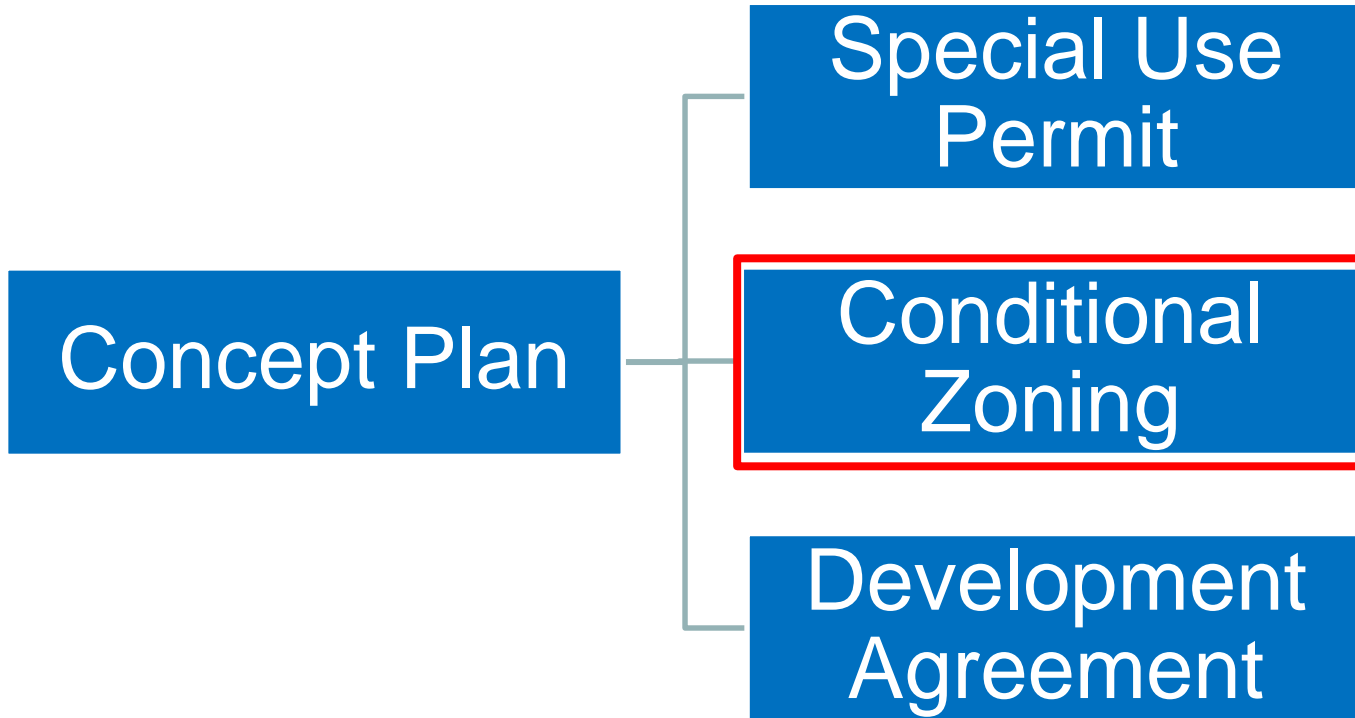 Concept Plan
Special Use
Permit
Conditional
Zoning
Development
Agreement